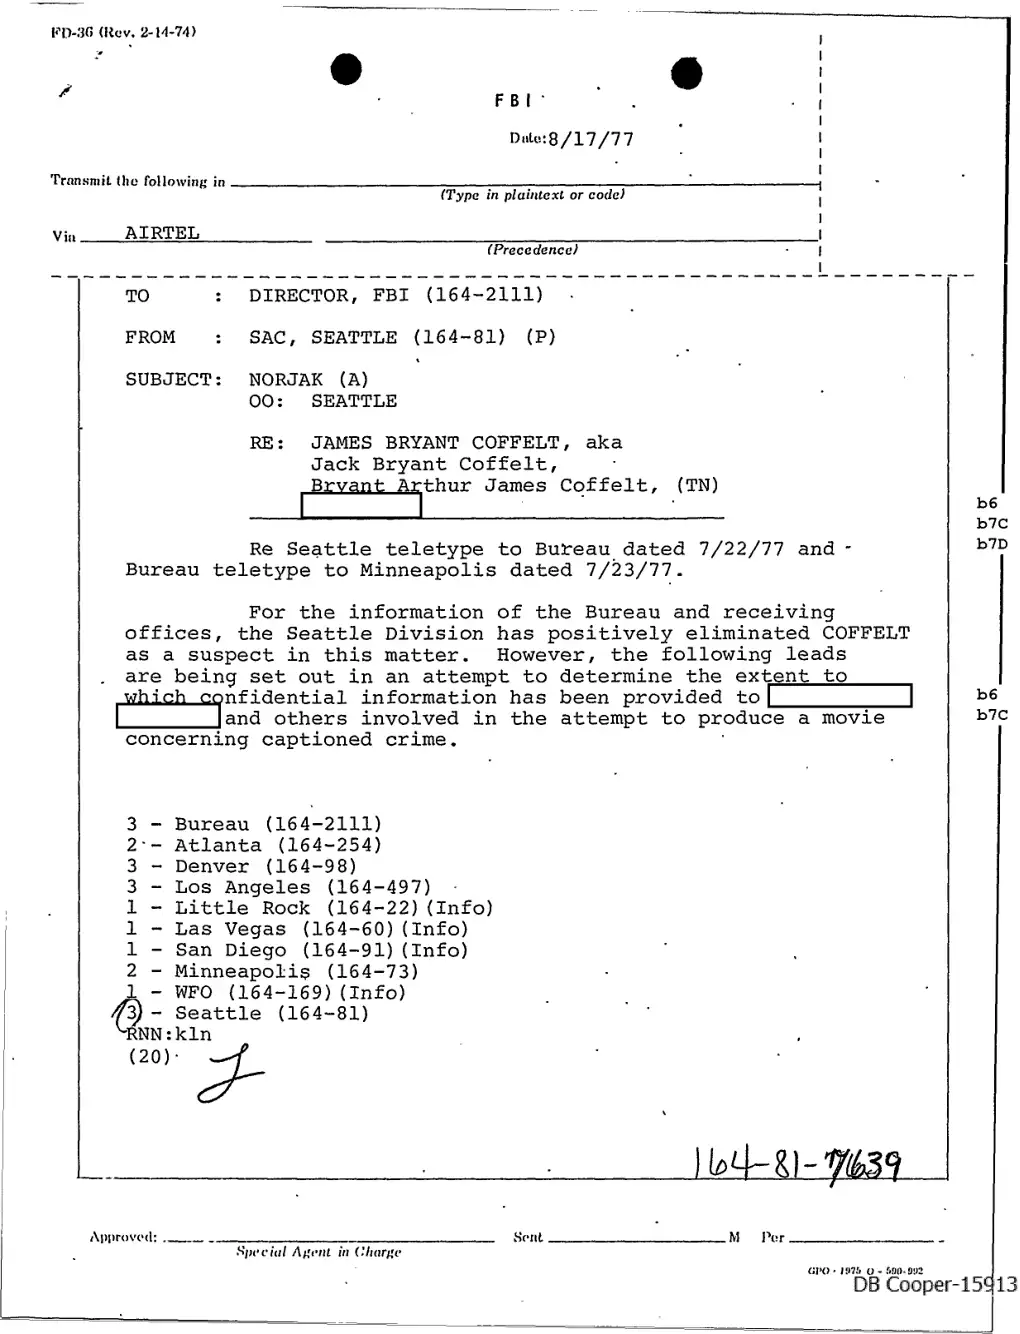 FD-36 (Rev. 2-14-74)
FBI
Date: 8/17/77
Transmit the following in
(Type in plaintext or code)
Via AIRTEL
(Precedence)
TO : DIRECTOR, FBI (164-2111)
FROM : SAC, SEATTLE (164-81) (P)
SUBJECT: NORJAK (A)
OO: SEATTLE
RE: JAMES BRYANT COFFELT, aka
Jack Bryant Coffelt,
Bryant Arthur James Coffelt, (TN)
b6
b7C
b7D
Re Seattle teletype to Bureau dated 7/22/77 and
Bureau teletype to Minneapolis dated 7/23/77.
For the information of the Bureau and receiving
offices, the Seattle Division has positively eliminated COFFELT
as a suspect in this matter. However, the following leads
are being set out in an attempt to determine the extent to
which confidential information has been provided to
b6
and others involved in the attempt to produce a movie
b7C
concerning captioned crime.
3 - Bureau (164-2111)
2 - Atlanta (164-254)
3 - Denver (164-98)
3 - Los Angeles (164-497)
1 - Little Rock (164-22)(Info)
1 - Las Vegas (164-60)(Info)
1 - San Diego (164-91)(Info)
2 - Minneapolis (164-73)
1 - WFO (164-169)(Info)
3 - Seattle (164-81)
RNN:kln
(20)
164-81-7639
Approved: Sent M Per
Special Agent in Charge
GPO : 1975 O - 590-992
DB Cooper-15913